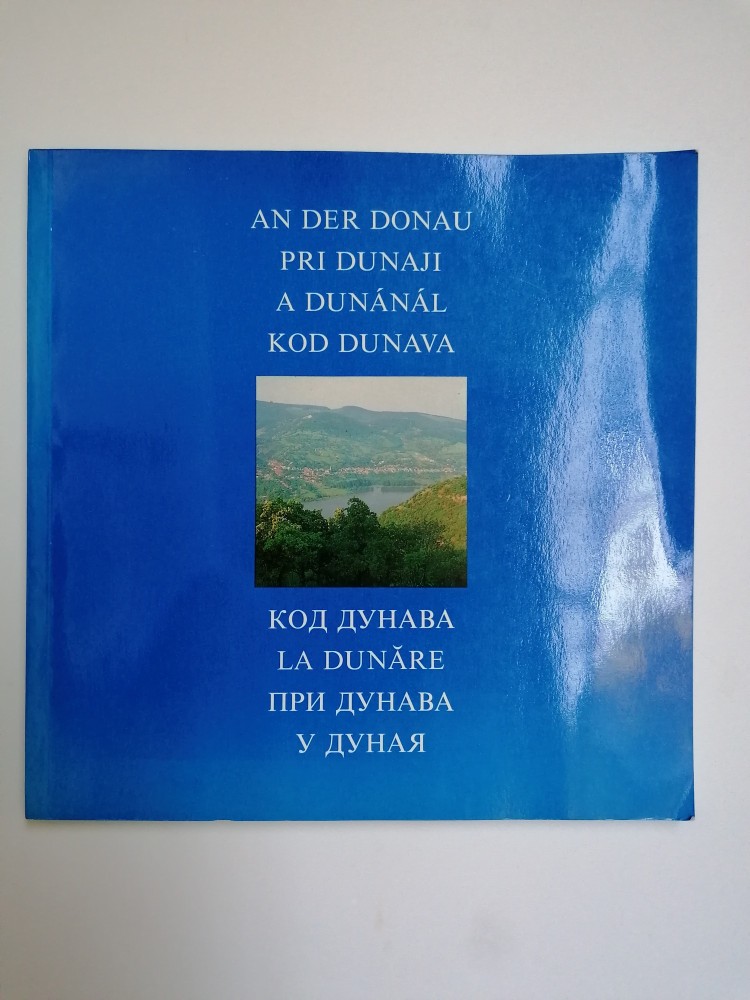 AN DER DONAU
PRI DUNAJI
A DUNÁNÁL
KOD DUNAVA
КОД ДУНАВА
LA DUNĂRE
ПРИ ДУНАВА
У ДУНАЯ